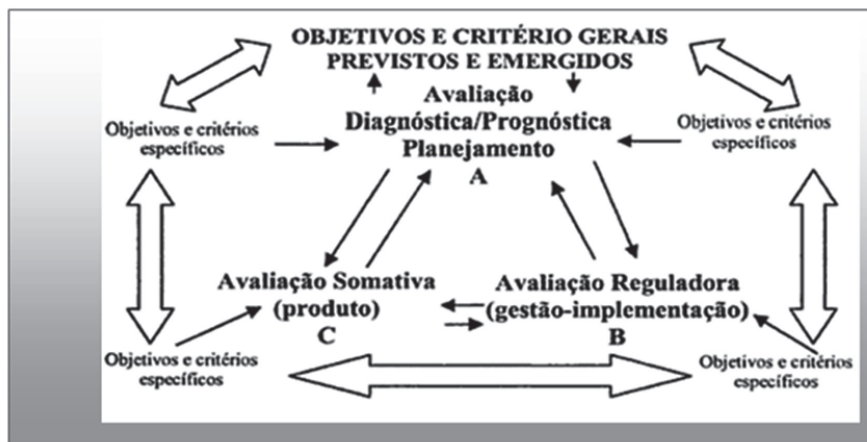 OBJETIVOS E CRITÉRIO GERAIS
PREVISTOS E EMERGIDOS
Avaliação
Diagnóstica/Prognóstica
Planejamento
A
Objetivos e critérios
específicos
Objetivos e critérios
específicos
Avaliação Somativa
(produto)
C
Avaliação Reguladora
(gestão-implementação)
B
Objetivos e critérios
específicos
Objetivos e critérios
específicos